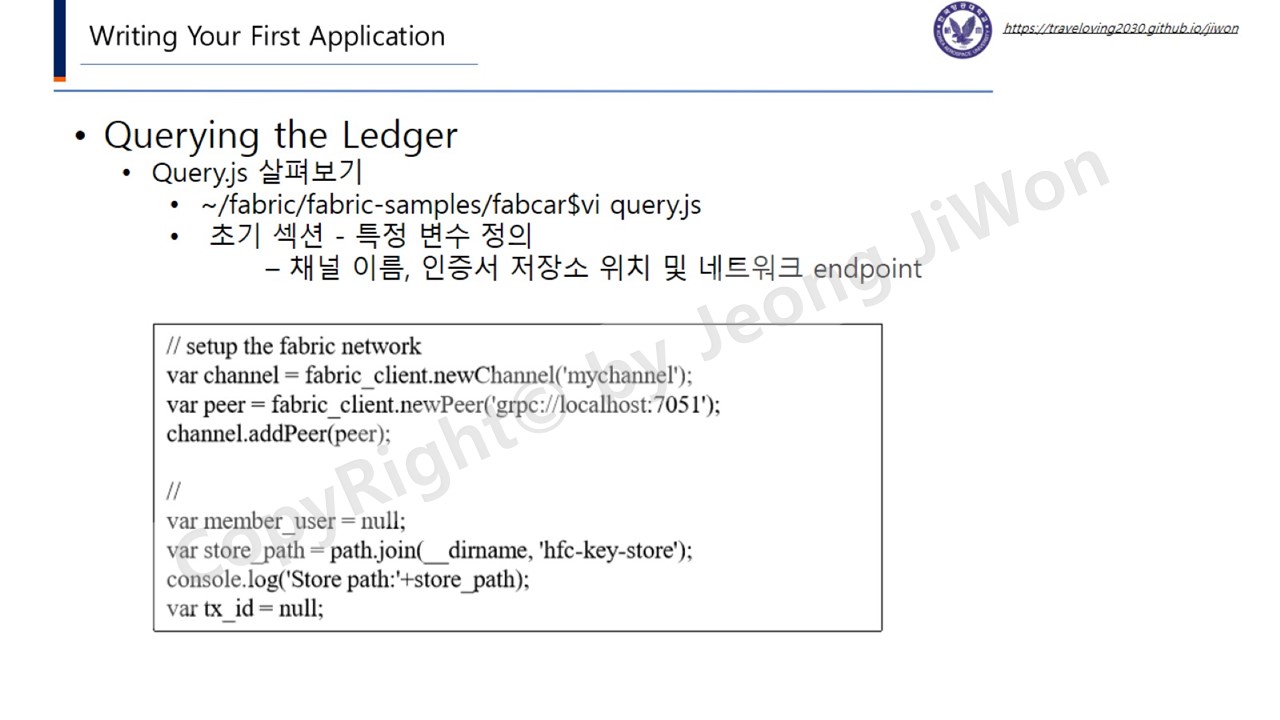 Writing Your First Application
https://traveloving2030.github.io/jiwon
• Querying the Ledger
• Query.js 살펴보기
• ~/fabric/fabric-samples/fabcar$vi query.js
• 초기 섹션 - 특정 변수 정의
– 채널 이름, 인증서 저장소 위치 및 네트워크 endpoint
// setup the fabric network
var channel = fabric_client.newChannel('mychannel');
var peer = fabric_client.newPeer('grpc://localhost:7051');
channel.addPeer(peer);
//
var member_user = null;
var store_path = path.join(__dirname, 'hfc-key-store');
console.log('Store path:'+store_path);
var tx_id = null;
CopyRight© by Jeong JiWon